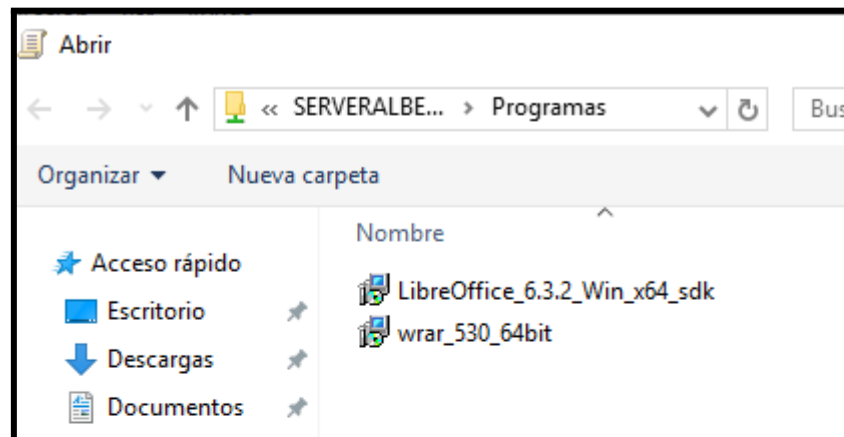 Abrir
« SERVERALBE... > Programas
Bus
Organizar
Nueva carpeta
Nombre
Acceso rápido
Escritorio
Descargas
Documentos
LibreOffice_6.3.2_Win_x64_sdk
wrar_530_64bit